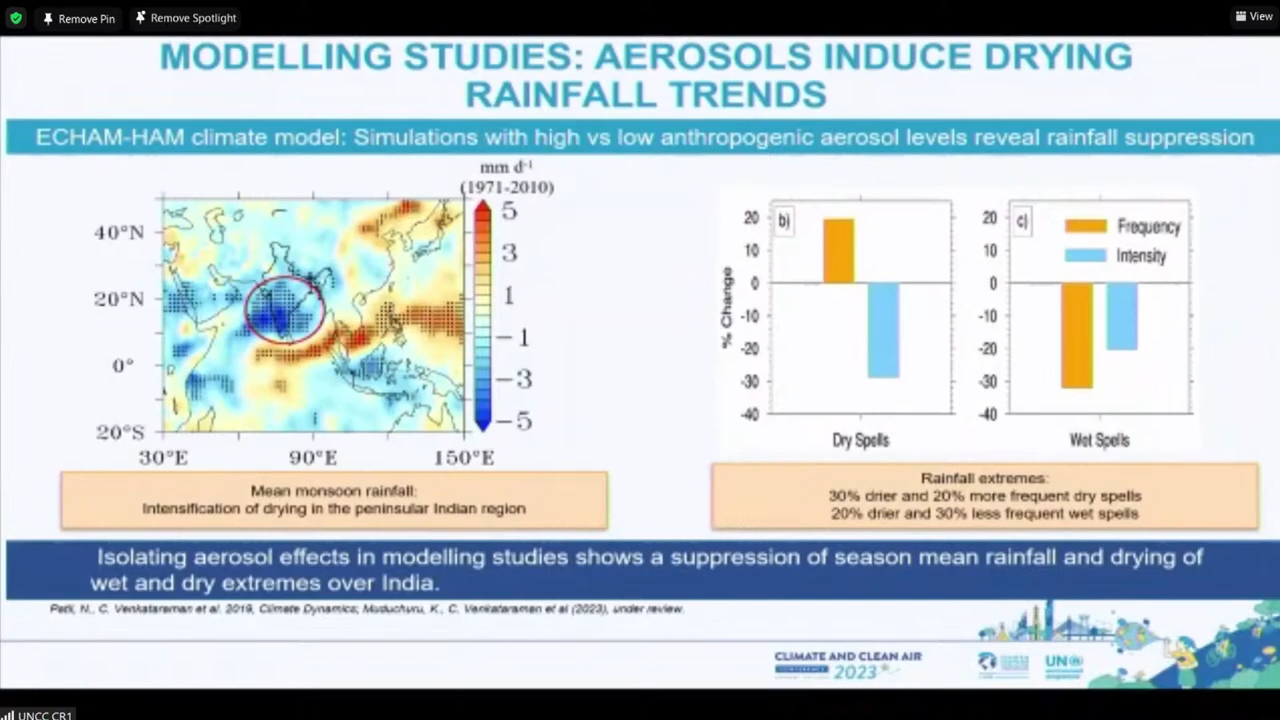 Remove Pin
Remove Spotlight
View
MODELLING STUDIES: AEROSOLS INDUCE DRYING
RAINFALL TRENDS
ECHAM-HAM climate model: Simulations with high vs low anthropogenic aerosol levels reveal rainfall suppression
mm d⁻¹
(1971-2010)
40°N
20°N
0°
20°S
30°E
90°E
150°E
5
3
1
−1
−3
−5
Mean monsoon rainfall:
Intensification of drying in the peninsular Indian region
% Change
20
10
0
-10
-20
-30
-40
b)
Dry Spells
20
10
0
-10
-20
-30
-40
c)
Frequency
Intensity
Wet Spells
Rainfall extremes:
30% drier and 20% more frequent dry spells
20% drier and 30% less frequent wet spells
Isolating aerosol effects in modelling studies shows a suppression of season mean rainfall and drying of
wet and dry extremes over India.
Patil, N., C. Venkataraman et al. 2019, Climate Dynamics; Muduchuru, K., C. Venkataraman et al (2023), under review.
CLIMATE AND CLEAN AIR
CONFERENCE 2023
UN
UNCC CR1